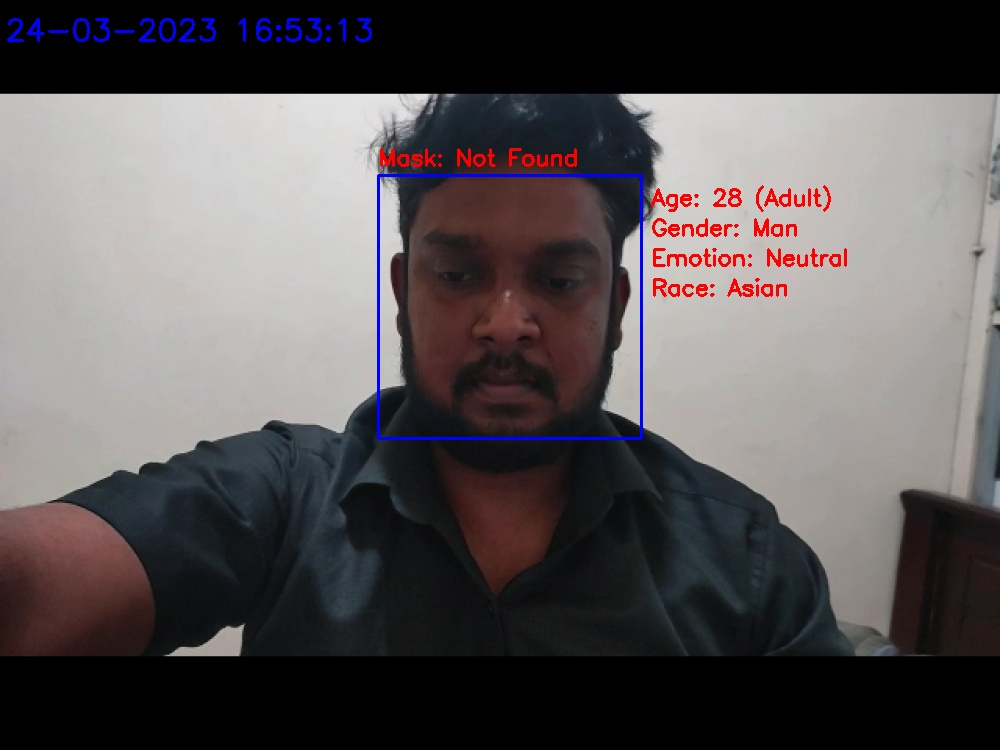 24-03-2023 16:53:13
Mask: Not Found
Age: 28 (Adult)
Gender: Man
Emotion: Neutral
Race: Asian